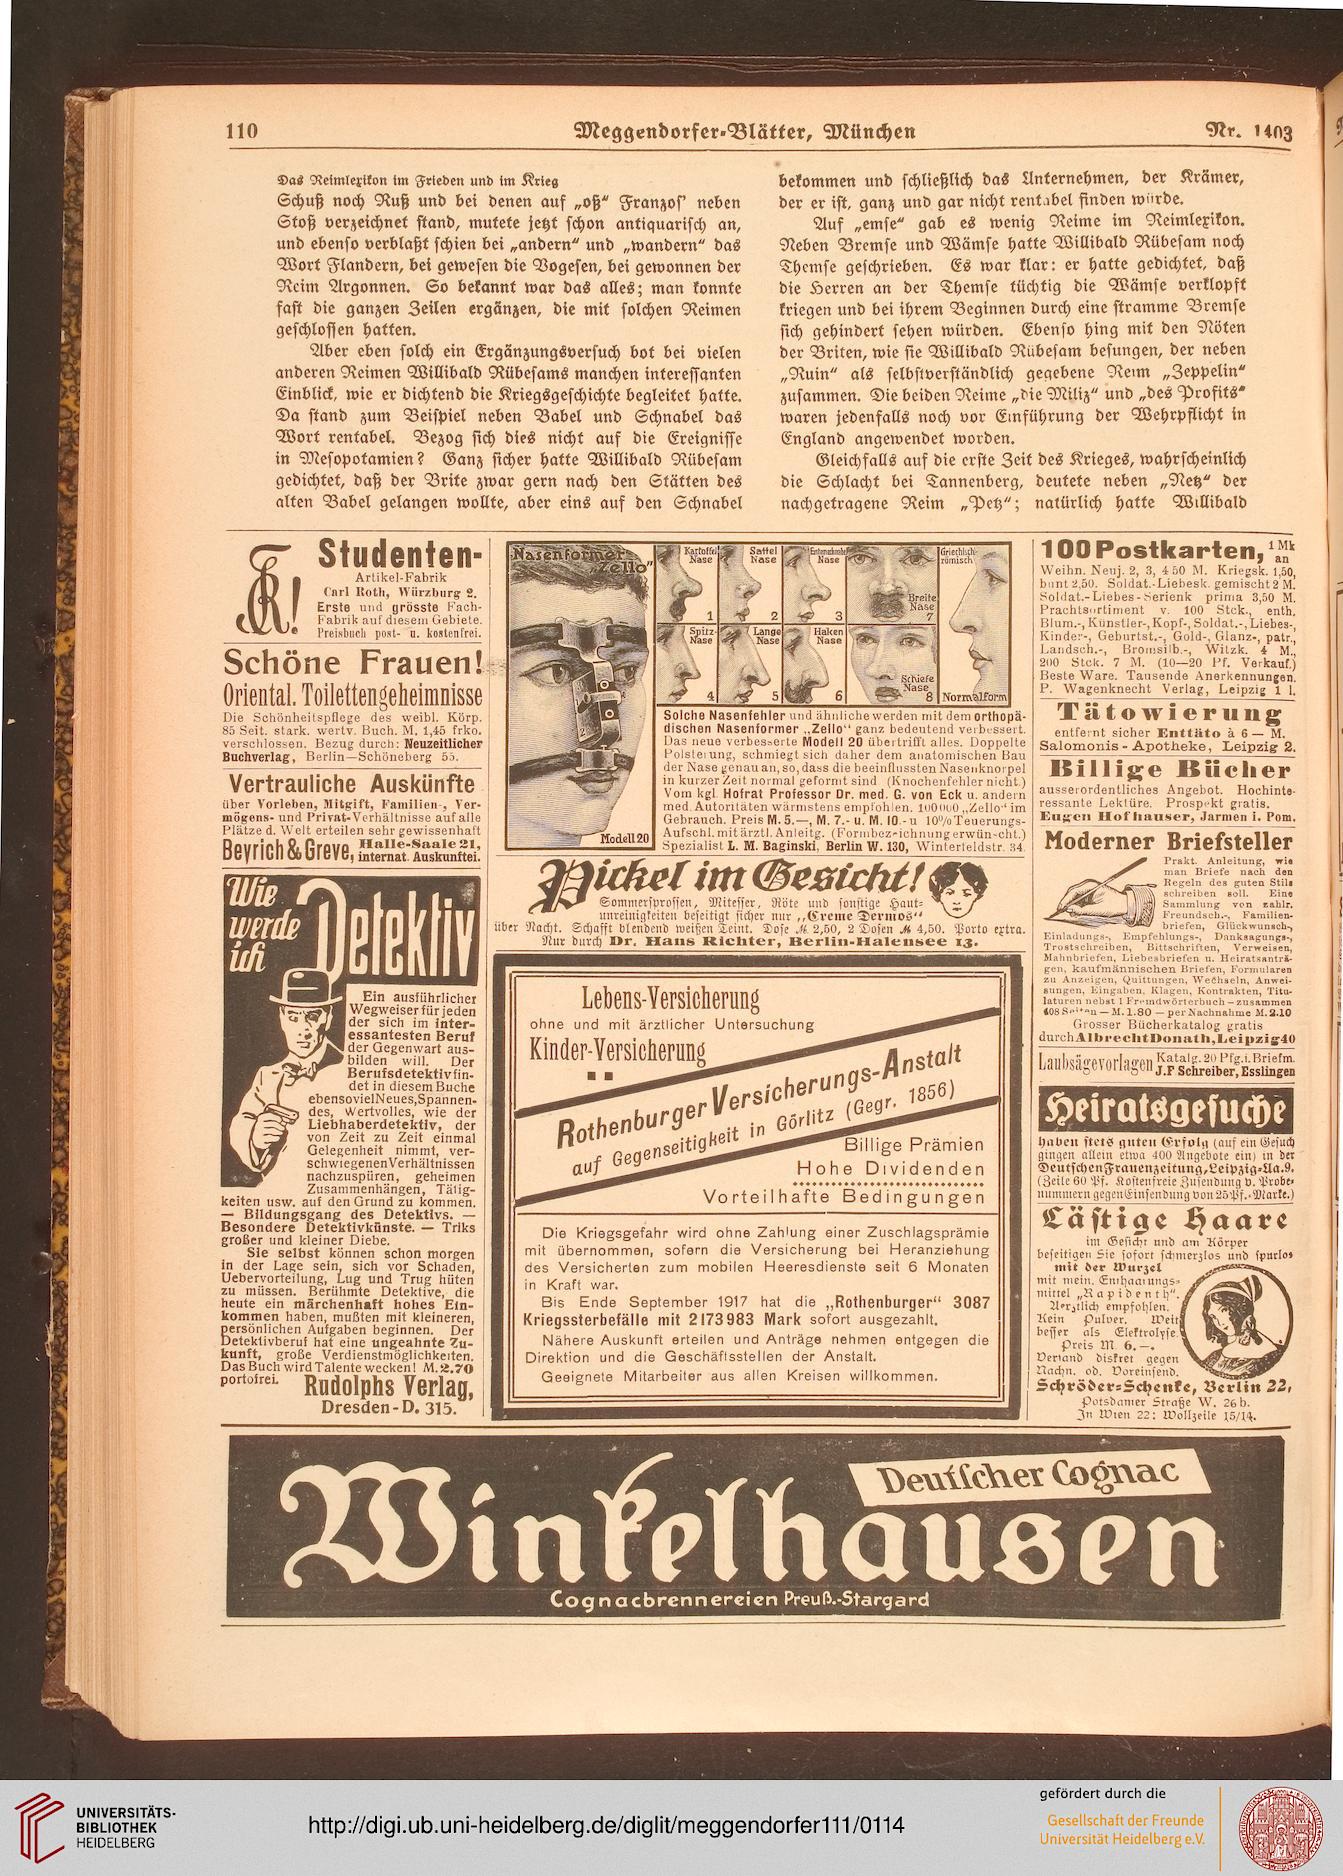 110
Meggendorfer-Blätter, München
Nr. 1403
Das Reimlexikon im Frieden und im Krieg
Schuß noch Ruß und bei denen auf „oß“ Franzos' neben
Stoß verzeichnet stand, mutete jetzt schon antiquarisch an,
und ebenso verblaßt schien bei „andern“ und „wandern“ das
Wort Flandern, bei gewesen die Vogesen, bei gewonnen der
Reim Argonnen. So bekannt war das alles; man konnte
fast die ganzen Zeilen ergänzen, die mit solchen Reimen
geschlossen hatten.
Aber eben solch ein Ergänzungsversuch bot bei vielen
anderen Reimen Willibald Rübesams manchen interessanten
Einblick, wie er dichtend die Kriegsgeschichte begleitet hatte.
Da stand zum Beispiel neben Babel und Schnabel das
Wort rentabel. Bezog sich dies nicht auf die Ereignisse
in Mesopotamien? Ganz sicher hatte Willibald Rübesam
gedichtet, daß der Brite zwar gern nach den Stätten des
alten Babel gelangen wollte, aber eins auf den Schnabel
bekommen und schließlich das Unternehmen, der Krämer,
der er ist, ganz und gar nicht rentabel finden würde.
Auf „emse“ gab es wenig Reime im Reimlexikon.
Neben Bremse und Wämse hatte Willibald Rübesam noch
Themse geschrieben. Es war klar: er hatte gedichtet, daß
die Herren an der Themse tüchtig die Wämse verklopft
kriegen und bei ihrem Beginnen durch eine stramme Bremse
sich gehindert sehen würden. Ebenso hing mit den Nöten
der Briten, wie sie Willibald Rübesam besungen, der neben
„Ruin“ als selbstverständlich gegebene Reim „Zeppelin“
zusammen. Die beiden Reime „die Miliz“ und „des Profits“
waren jedenfalls noch vor Einführung der Wehrpflicht in
England angewendet worden.
Gleichfalls auf die erste Zeit des Krieges, wahrscheinlich
die Schlacht bei Tannenberg, deutete neben „Netz“ der
nachgetragene Reim „Petz“; natürlich hatte Willibald
Studenten-
Artikel-Fabrik
Carl Roth, Würzburg 2.
Erste und grösste Fach-
Fabrik auf diesem Gebiete.
Preisbuch post- u. kostenfrei.
Schöne Frauen!
Oriental. Toilettengeheimnisse
Die Schönheitspflege des weibl. Körp.
85 Seit. stark. wertv. Buch. M. 1,45 frko.
verschlossen. Bezug durch: Neuzeitlicher
Buchverlag, Berlin—Schöneberg 55.
Vertrauliche Auskünfte
über Vorleben, Mitgift, Familien-, Ver-
mögens- und Privat-Verhältnisse auf alle
Plätze d. Welt erteilen sehr gewissenhaft
Beyrich & Greve, Halle-Saale 21,
internat. Auskunftei.
Wie
werde
ich
Detektiv
Ein ausführlicher
Wegweiser für jeden
der sich im inter-
essantesten Beruf
der Gegenwart aus-
bilden will. Der
Berufsdetektiv fin-
det in diesem Buche
ebensoviel Neues, Spannen-
des, Wertvolles, wie der
Liebhaberdetektiv, der
von Zeit zu Zeit einmal
Gelegenheit nimmt, ver-
schwiegenen Verhältnissen
nachzuspüren, geheimen
Zusammenhängen, Tätig-
keiten usw. auf den Grund zu kommen.
— Bildungsgang des Detektivs. —
Besondere Detektivkünste. — Triks
großer und kleiner Diebe.
Sie selbst können schon morgen
in der Lage sein, sich vor Schaden,
Uebervorteilung, Lug und Trug hüten
zu müssen. Berühmte Detektive, die
heute ein märchenhaft hohes Ein-
kommen haben, mußten mit kleineren,
persönlichen Aufgaben beginnen. Der
Detektivberuf hat eine ungeahnte Zu-
kunft, große Verdienstmöglichkeiten.
Das Buch wird Talente wecken! M. 2.70
portofrei. Rudolphs Verlag,
Dresden-D. 315.
Nasenformer
„Zello“
Modell 20
Kartoffel
Nase
1
Sattel
Nase
2
Entenschnabel
Nase
3
Breite
Nase
7
Griechisch-
römisch
Spitz-
Nase
4
Lange
Nase
5
Haken
Nase
6
Schiefe
Nase
8
Normalform
Solche Nasenfehler und ähnliche werden mit dem orthopä-
dischen Nasenformer „Zello“ ganz bedeutend verbessert.
Das neue verbesserte Modell 20 übertrifft alles. Doppelte
Polsterung, schmiegt sich daher dem anatomischen Bau
der Nase genau an, so, dass die beeinflussten Nasenknorpel
in kurzer Zeit normal geformt sind. (Knochenfehler nicht.)
Vom kgl. Hofrat Professor Dr. med. G. von Eck u. andern
med. Autoritäten wärmstens empfohlen. 100000 „Zello“ im
Gebrauch. Preis M. 5.—, M. 7.- u. M. 10.- u. 10% Teuerungs-
Aufschl. mit ärztl. Anleitg. (Formbezeichnung erwünscht.)
Spezialist L. M. Baginski, Berlin W. 130, Winterfeldstr. 34.
Pickel im Gesicht!
Sommersprossen, Mitesser, Röte und sonstige Haut-
unreinigkeiten beseitigt sicher nur „Creme Dermos“
über Nacht. Schafft blendend weißen Teint. Dose M. 2,50, 2 Dosen M 4,50. Porto extra.
Nur durch Dr. Hans Richter, Berlin-Halensee 13.
Lebens-Versicherung
ohne und mit ärztlicher Untersuchung
Kinder-Versicherung
Rothenburger Versicherungs-Anstalt
auf Gegenseitigkeit in Görlitz (Gegr. 1856)
Billige Prämien
Hohe Dividenden
Vorteilhafte Bedingungen
Die Kriegsgefahr wird ohne Zahlung einer Zuschlagsprämie
mit übernommen, sofern die Versicherung bei Heranziehung
des Versicherten zum mobilen Heeresdienste seit 6 Monaten
in Kraft war.
Bis Ende September 1917 hat die „Rothenburger“ 3087
Kriegssterbefälle mit 2173983 Mark sofort ausgezahlt.
Nähere Auskunft erteilen und Anträge nehmen entgegen die
Direktion und die Geschäftsstellen der Anstalt.
Geeignete Mitarbeiter aus allen Kreisen willkommen.
100 Postkarten, 1 Mk
an
Weihn. Neuj. 2, 3, 4.50 M. Kriegsk. 1,50,
bunt 2,50. Soldat.-Liebesk. gemischt 2 M.
Soldat.-Liebes-Serienk prima 3,50 M.
Prachtsortiment v. 100 Stck., enth.
Blum.-, Künstler-, Kopf-, Soldat.-, Liebes-,
Kinder-, Geburtst.-, Gold-, Glanz-, patr.,
Landsch.-, Bromsilb.-, Witzk. 4 M.,
200 Stck. 7 M. (10—20 Pf. Verkauf.)
Beste Ware. Tausende Anerkennungen.
P. Wagenknecht Verlag, Leipzig 1 I.
Tätowierung
entfernt sicher Enttäto à 6 — M.
Salomonis-Apotheke, Leipzig 2.
Billige Bücher
ausserordentliches Angebot. Hochinte-
ressante Lektüre. Prospekt gratis.
Eugen Hofhauser, Jarmen i. Pom.
Moderner Briefsteller
Prakt. Anleitung, wie
man Briefe nach den
Regeln des guten Stils
schreiben soll. Eine
Sammlung von zahlr.
Freundsch.-, Familien-
briefen, Glückwunsch-,
Einladungs-, Empfehlungs-, Danksagungs-,
Trostschreiben, Bittschriften, Verweisen,
Mahnbriefen, Liebesbriefen u. Heiratsanträ-
gen, kaufmännischen Briefen, Formularen
zu Anzeigen, Quittungen, Wechseln, Anwei-
sungen, Eingaben, Klagen, Kontrakten, Titu-
laturen nebst 1 Fremdwörterbuch — zusammen
408 Seiten — M. 1.80 — per Nachnahme M. 2.10
Grosser Bücherkatalog gratis
durch Albrecht Donath, Leipzig 40
Laubsägevorlagen Katalg. 20 Pfg. i. Briefm.
J. F Schreiber, Esslingen
Heiratsgesuche
haben stets guten Erfolg (auf ein Gesuch
gingen allein etwa 400 Angebote ein) in der
Deutschen Frauenzeitung, Leipzig-Ua. 9.
(Zeile 60 Pf. Kostenfreie Zusendung v. Probe-
nummern gegen Einsendung von 25 Pf.-Marke.)
Lästige Haare
im Gesicht und am Körper
beseitigen Sie sofort schmerzlos und spurlos
mit der Wurzel
mit mein. Enthaarungs-
mittel „Rapidenth“.
Aerztlich empfohlen.
Kein Pulver. Weit
besser als Elektrolyse.
Preis M. 6.—.
Versand diskret gegen
Nachn. od. Voreinsend.
Schröder-Schenke, Berlin 22,
Potsdamer Straße W. 26 b.
In Wien 22: Wollzeile 15/14.
Deutscher Cognac
Winkelhausen
Cognacbrennereien Preuß.-Stargard
UNIVERSITÄTS-
BIBLIOTHEK
HEIDELBERG
http://digi.ub.uni-heidelberg.de/diglit/meggendorfer111/0114
gefördert durch die
Gesellschaft der Freunde
Universität Heidelberg e.V.